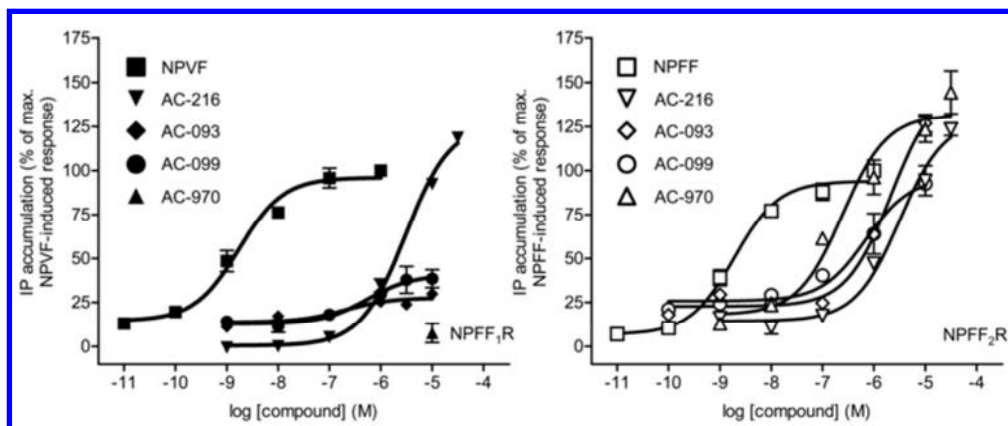 IP accumulation (% of max.
NPVF-induced response)
175
150
125
100
75
50
25
0
NPVF
AC-216
AC-093
AC-099
AC-970
NPFF₁R
-11 -10 -9 -8 -7 -6 -5 -4
log [compound] (M)
IP accumulation (% of max.
NPFF-induced response)
175
150
125
100
75
50
25
0
NPFF
AC-216
AC-093
AC-099
AC-970
NPFF₂R
-11 -10 -9 -8 -7 -6 -5 -4
log [compound] (M)